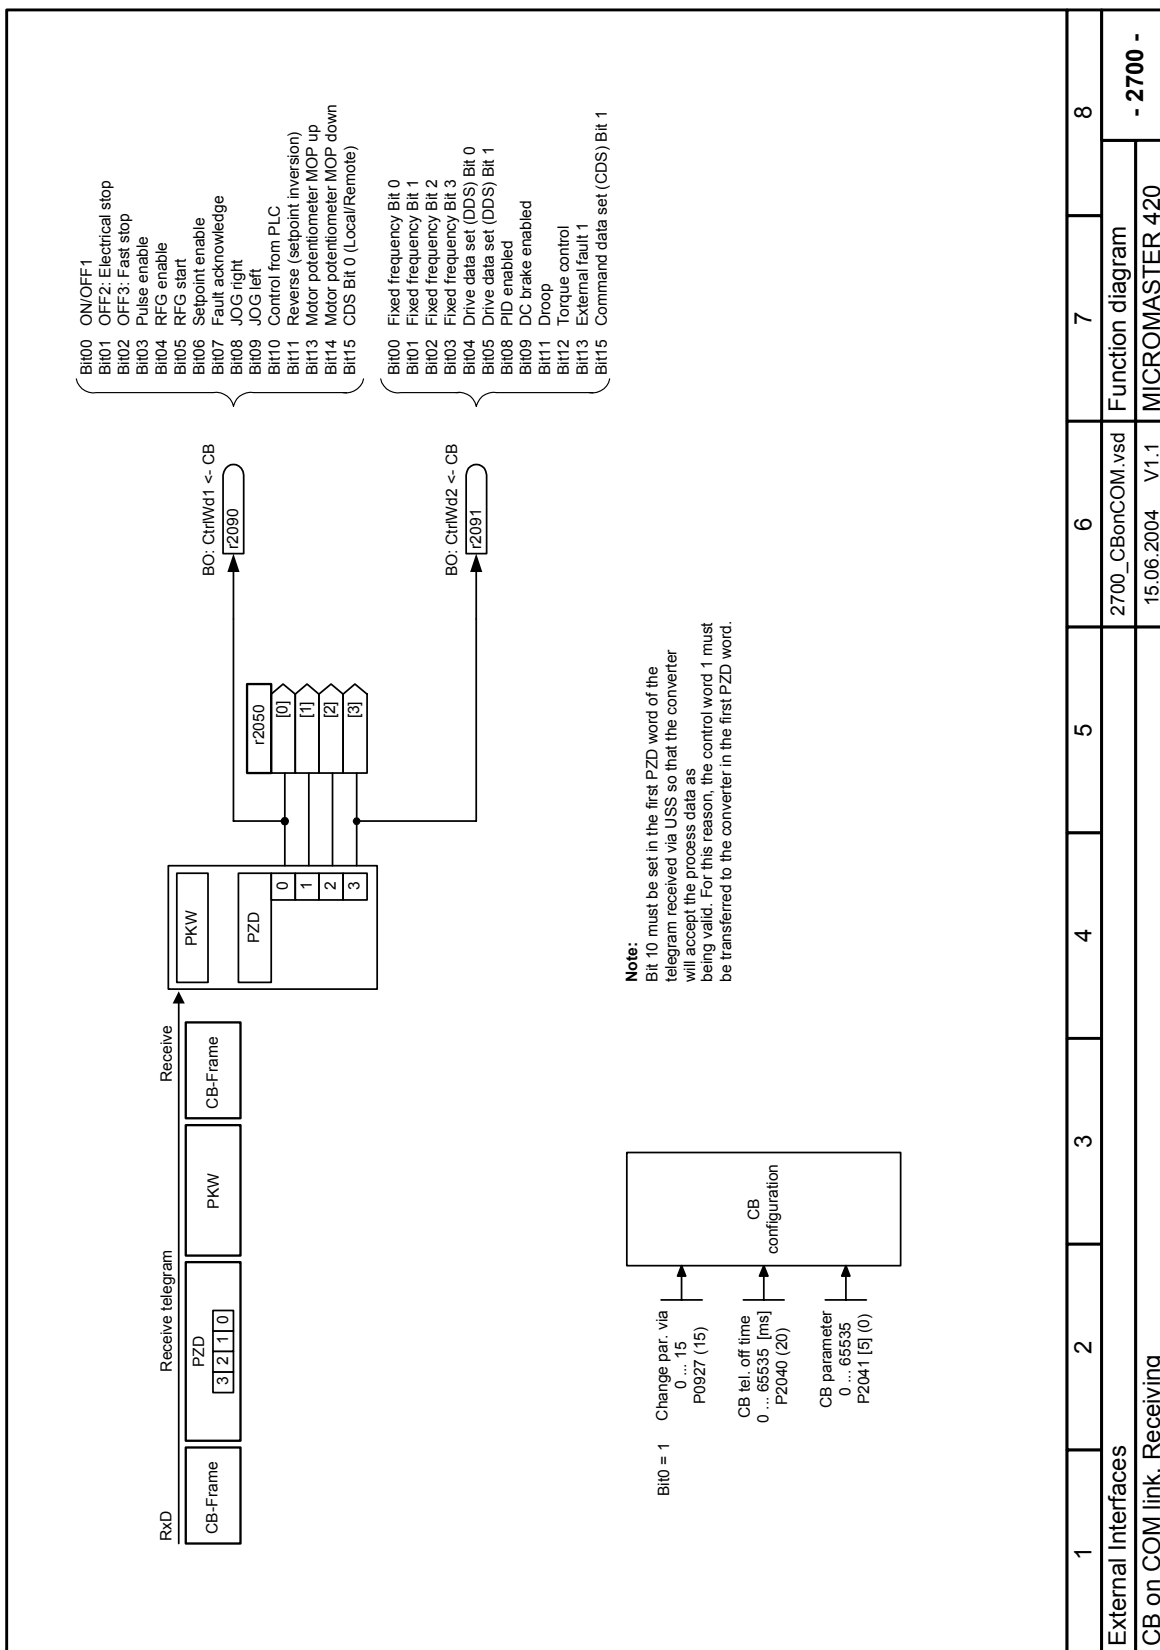 RxD
Receive telegram
Receive
CB-Frame
PZD
3 2 1 0
PKW
CB-Frame
PKW
PZD
0
1
2
3
r2050
[0]
[1]
[2]
[3]
BO: CtrlWd1 <- CB
r2090
Bit00 ON/OFF1
Bit01 OFF2: Electrical stop
Bit02 OFF3: Fast stop
Bit03 Pulse enable
Bit04 RFG enable
Bit05 RFG start
Bit06 Setpoint enable
Bit07 Fault acknowledge
Bit08 JOG right
Bit09 JOG left
Bit10 Control from PLC
Bit11 Reverse (setpoint inversion)
Bit13 Motor potentiometer MOP up
Bit14 Motor potentiometer MOP down
Bit15 CDS Bit 0 (Local/Remote)
BO: CtrlWd2 <- CB
r2091
Bit00 Fixed frequency Bit 0
Bit01 Fixed frequency Bit 1
Bit02 Fixed frequency Bit 2
Bit03 Fixed frequency Bit 3
Bit04 Drive data set (DDS) Bit 0
Bit05 Drive data set (DDS) Bit 1
Bit08 PID enabled
Bit09 DC brake enabled
Bit11 Droop
Bit12 Torque control
Bit13 External fault 1
Bit15 Command data set (CDS) Bit 1
Bit0 = 1
Change par. via
0 ... 15
P0927 (15)
CB tel. off time
0 ... 65535 [ms]
P2040 (20)
CB parameter
0 ... 65535
P2041 [5] (0)
CB
configuration
Note:
Bit 10 must be set in the first PZD word of the
telegram received via USS so that the converter
will accept the process data as
being valid. For this reason, the control word 1 must
be transferred to the converter in the first PZD word.
1 2 3 4 5 6 7 8
External Interfaces
2700_CBonCOM.vsd
Function diagram
- 2700 -
CB on COM link, Receiving
15.06.2004 V1.1
MICROMASTER 420